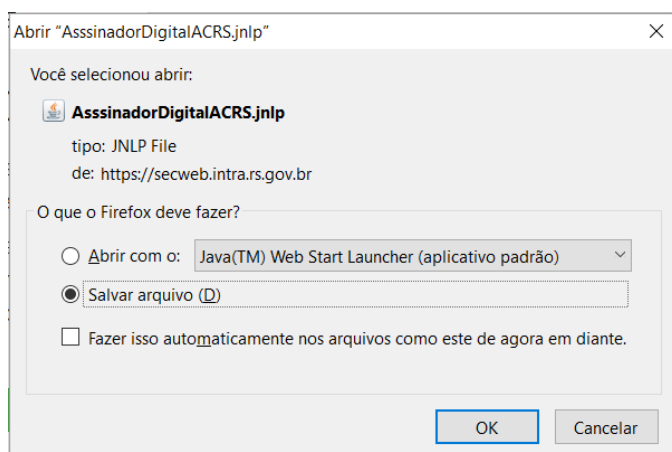 Abrir “AsssinadorDigitalACRS.jnlp”
Você selecionou abrir:
AsssinadorDigitalACRS.jnlp
tipo: JNLP File
de: https://secweb.intra.rs.gov.br
O que o Firefox deve fazer?
Abrir com o: Java(TM) Web Start Launcher (aplicativo padrão)
Salvar arquivo (D)
Fazer isso automaticamente nos arquivos como este de agora em diante.
OK Cancelar